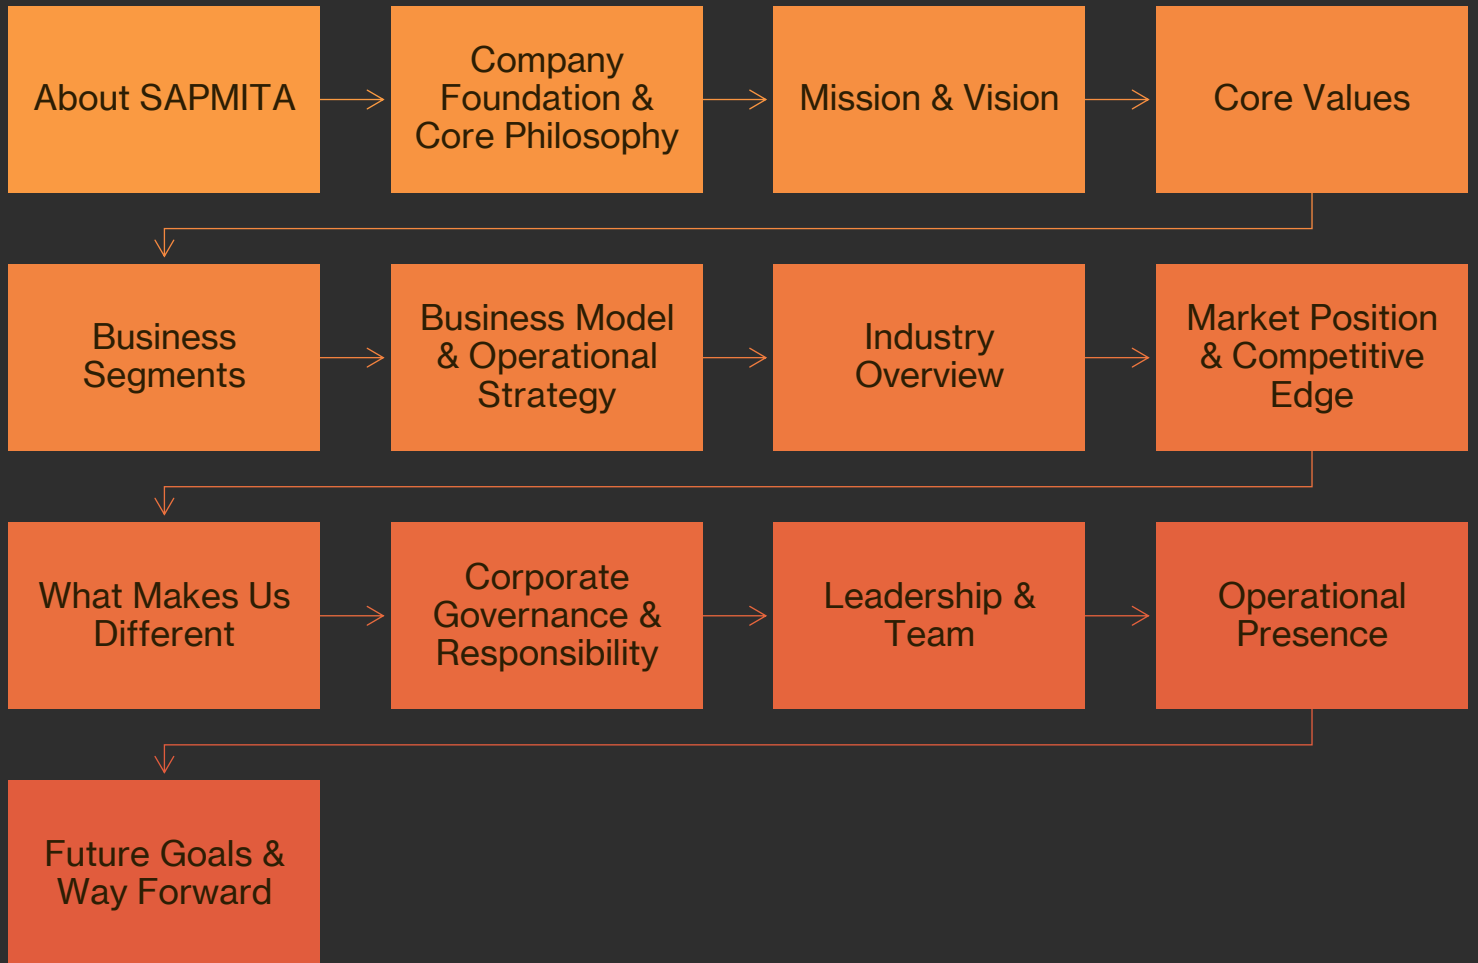 About SAPMITA
Company
Foundation &
Core Philosophy
Mission & Vision
Core Values
Business
Segments
Business Model
& Operational
Strategy
Industry
Overview
Market Position
& Competitive
Edge
What Makes Us
Different
Corporate
Governance &
Responsibility
Leadership &
Team
Operational
Presence
Future Goals &
Way Forward